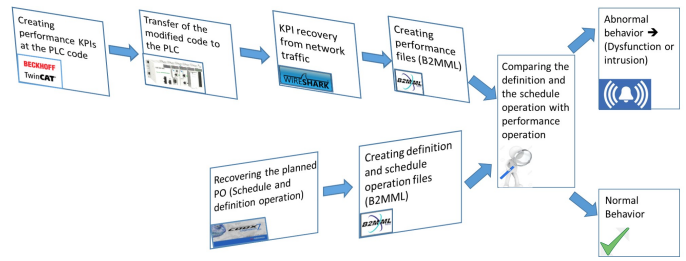 Creating
performance KPIs
at the PLC code
BECKHOFF
TwinCAT
Transfer of the
modified code to
the PLC
KPI recovery
from network
traffic
WIRESHARK
Creating
performance
files (B2MML)
B2MML
Comparing the
definition and
the schedule
operation with
performance
operation
Abnormal
behavior ➔
(Dysfunction or
intrusion)
Recovering the planned
PO (Schedule and
definition operation)
Creating definition
and schedule
operation files
(B2MML)
B2MML
Normal
Behavior